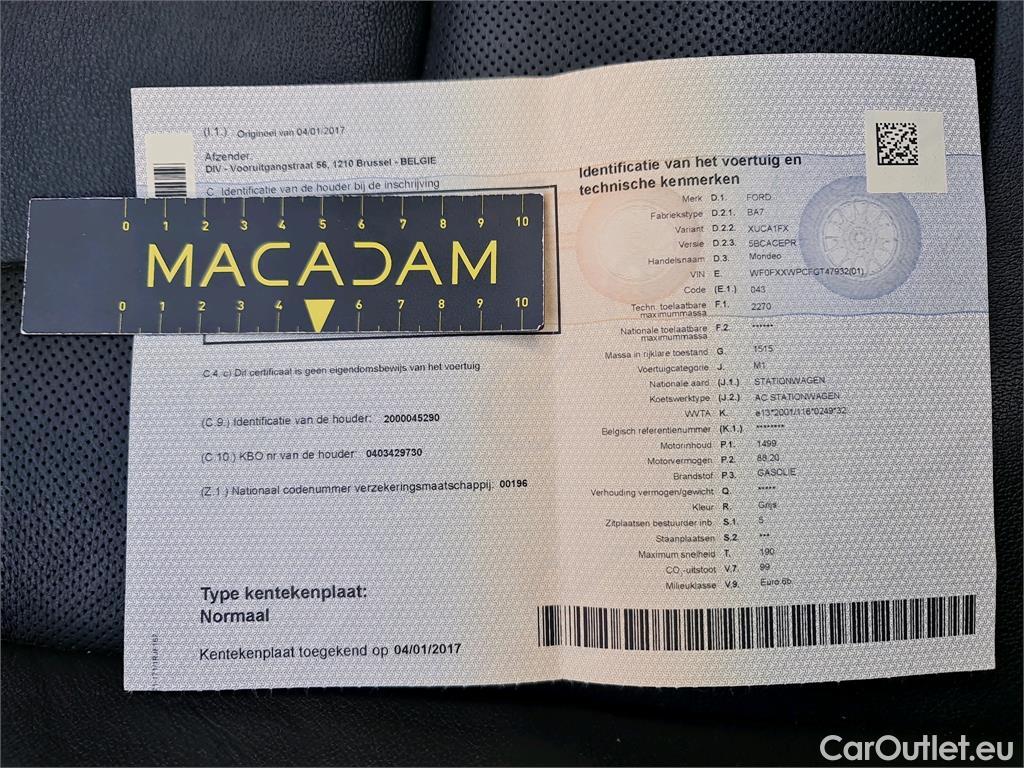 (I.1.) Origineel van 04/01/2017
Afzender:
DIV - Vooruitgangstraat 56, 1210 Brussel - BELGIE
C. Identificatie van de houder bij de inschrijving
0 1 2 3 4 5 6 7 8 9 10
MACADAM
0 1 2 3 4 6 7 8 9 10
C.4. c) Dit certificaat is geen eigendomsbewijs van het voertuig
(C.9.) Identificatie van de houder: 2000045290
(C.10.) KBO nr van de houder: 0403429730
(Z.1.) Nationaal codenummer verzekeringsmaatschappij: 00196
Type kentekenplaat:
Normaal
Kentekenplaat toegekend op 04/01/2017
Identificatie van het voertuig en
technische kenmerken
Merk D.1. FORD
Fabriekstype D.2.1. BA7
Variant D.2.2. XUCA1FX
Versie D.2.3. 5BCACEPR
Handelsnaam D.3. Mondeo
VIN E. WF0FXXWPCFGT47932(01)
Code (E.1.) 043
Techn. toelaatbare F.1. 2270
maximummassa
Nationale toelaatbare F.2. ******
maximummassa
Massa in rijklare toestand G. 1515
Voertuigcategorie J. M1
Nationale aard (J.1.) STATIONWAGEN
Koetswerktype (J.2.) AC STATIONWAGEN
WVTA K. e13*2001/116*0249*32
Belgisch referentienummer (K.1.) ********
Motorinhoud P.1. 1499
Motorvermogen P.2. 88.20
Brandstof P.3. GASOLIE
Verhouding vermogen/gewicht Q. *****
Kleur R. Grijs
Zitplaatsen bestuurder inb. S.1. 5
Staanplaatsen S.2. ***
Maximum snelheid T. 190
CO2-uitstoot V.7. 99
Milieuklasse V.9. Euro 6b
CarOutlet.eu